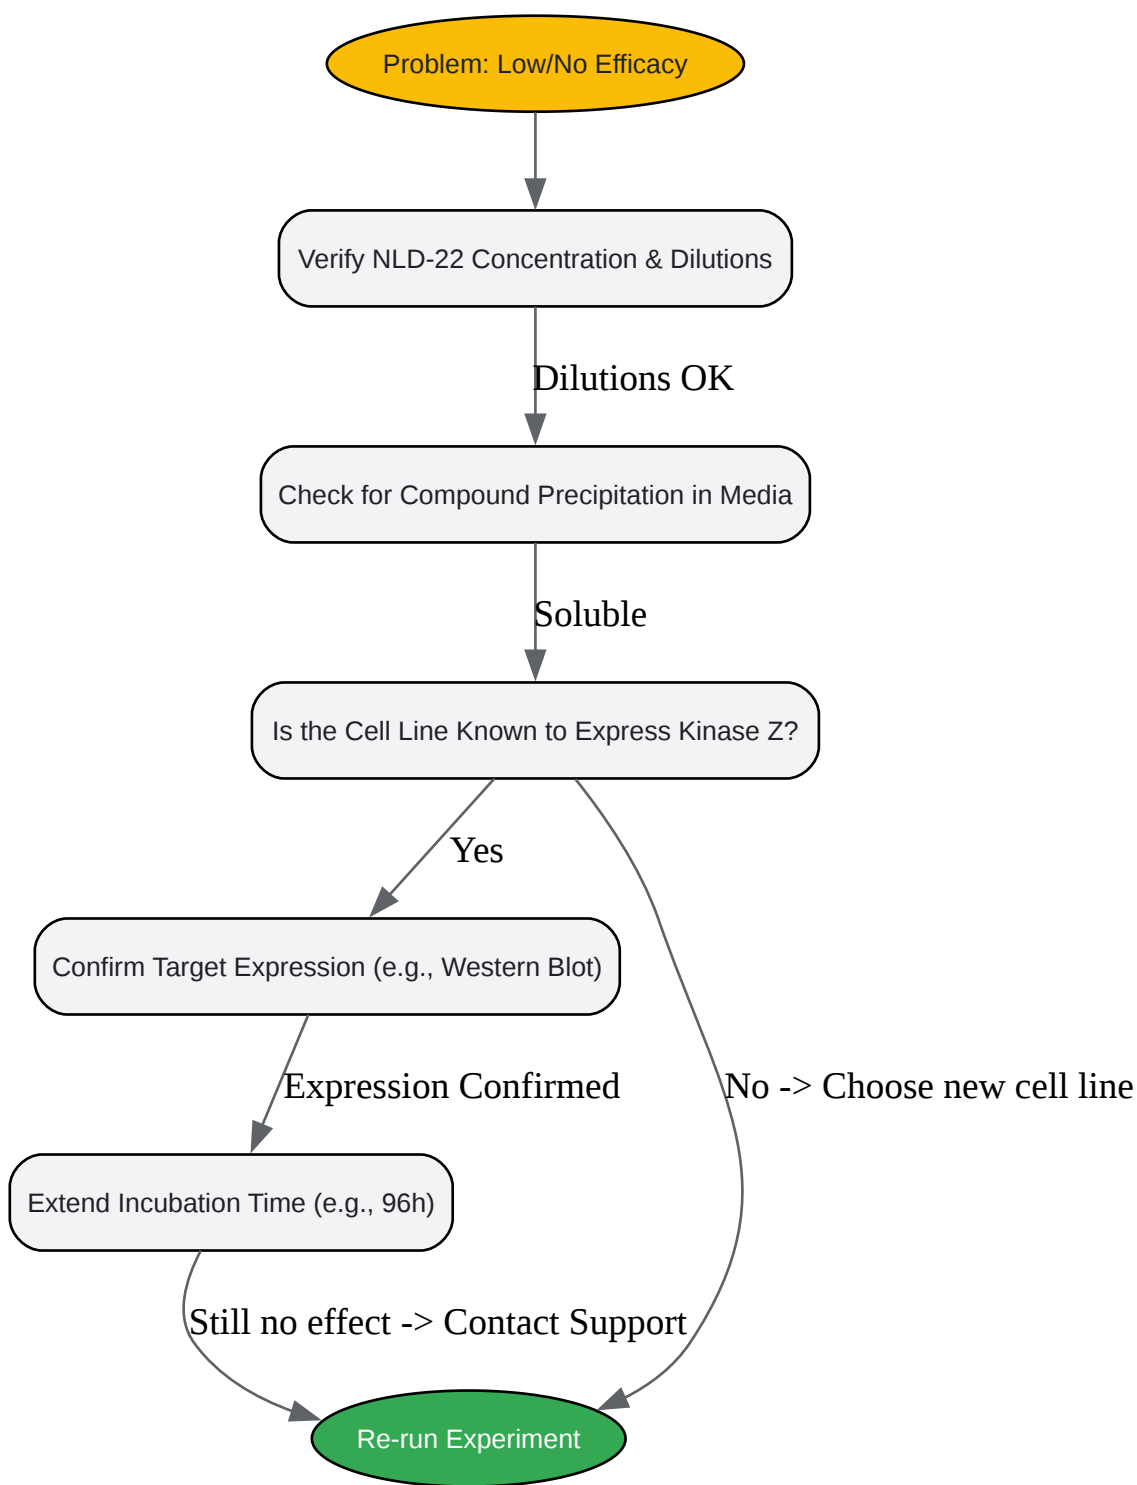 Problem: Low/No Efficacy
Verify NLD-22 Concentration & Dilutions
Dilutions OK
Check for Compound Precipitation in Media
Soluble
Is the Cell Line Known to Express Kinase Z?
Yes
Confirm Target Expression (e.g., Western Blot)
Expression Confirmed
No -> Choose new cell line
Extend Incubation Time (e.g., 96h)
Still no effect -> Contact Support
Re-run Experiment